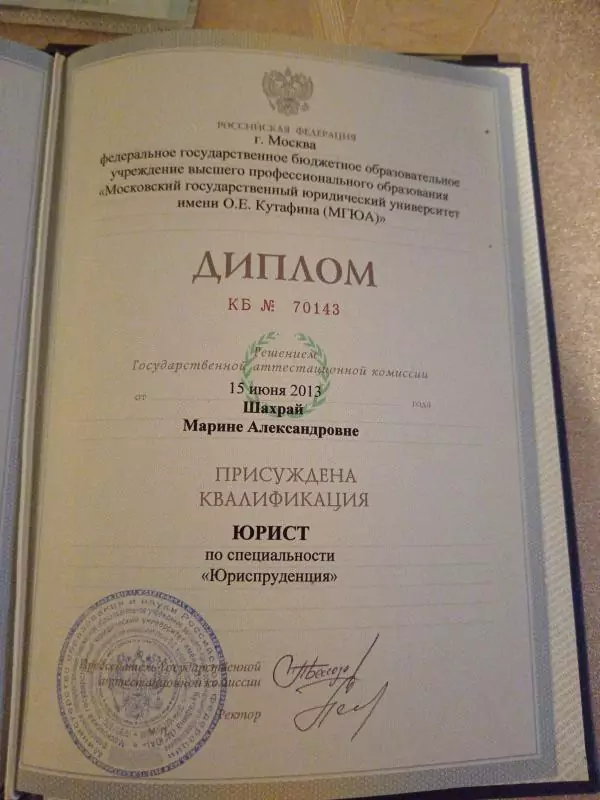 РОССИЙСКАЯ ФЕДЕРАЦИЯ
г. Москва
федеральное государственное бюджетное образовательное
учреждение высшего профессионального образования
«Московский государственный юридический университет
имени О.Е. Кутафина (МГЮА)»
ДИПЛОМ
КБ № 70143
Решением
Государственной аттестационной комиссии
от 15 июня 2013 года
Шахрай
Марине Александровне
ПРИСУЖДЕНА
КВАЛИФИКАЦИЯ
ЮРИСТ
по специальности
«Юриспруденция»
Председатель Государственной
аттестационной комиссии
Ректор